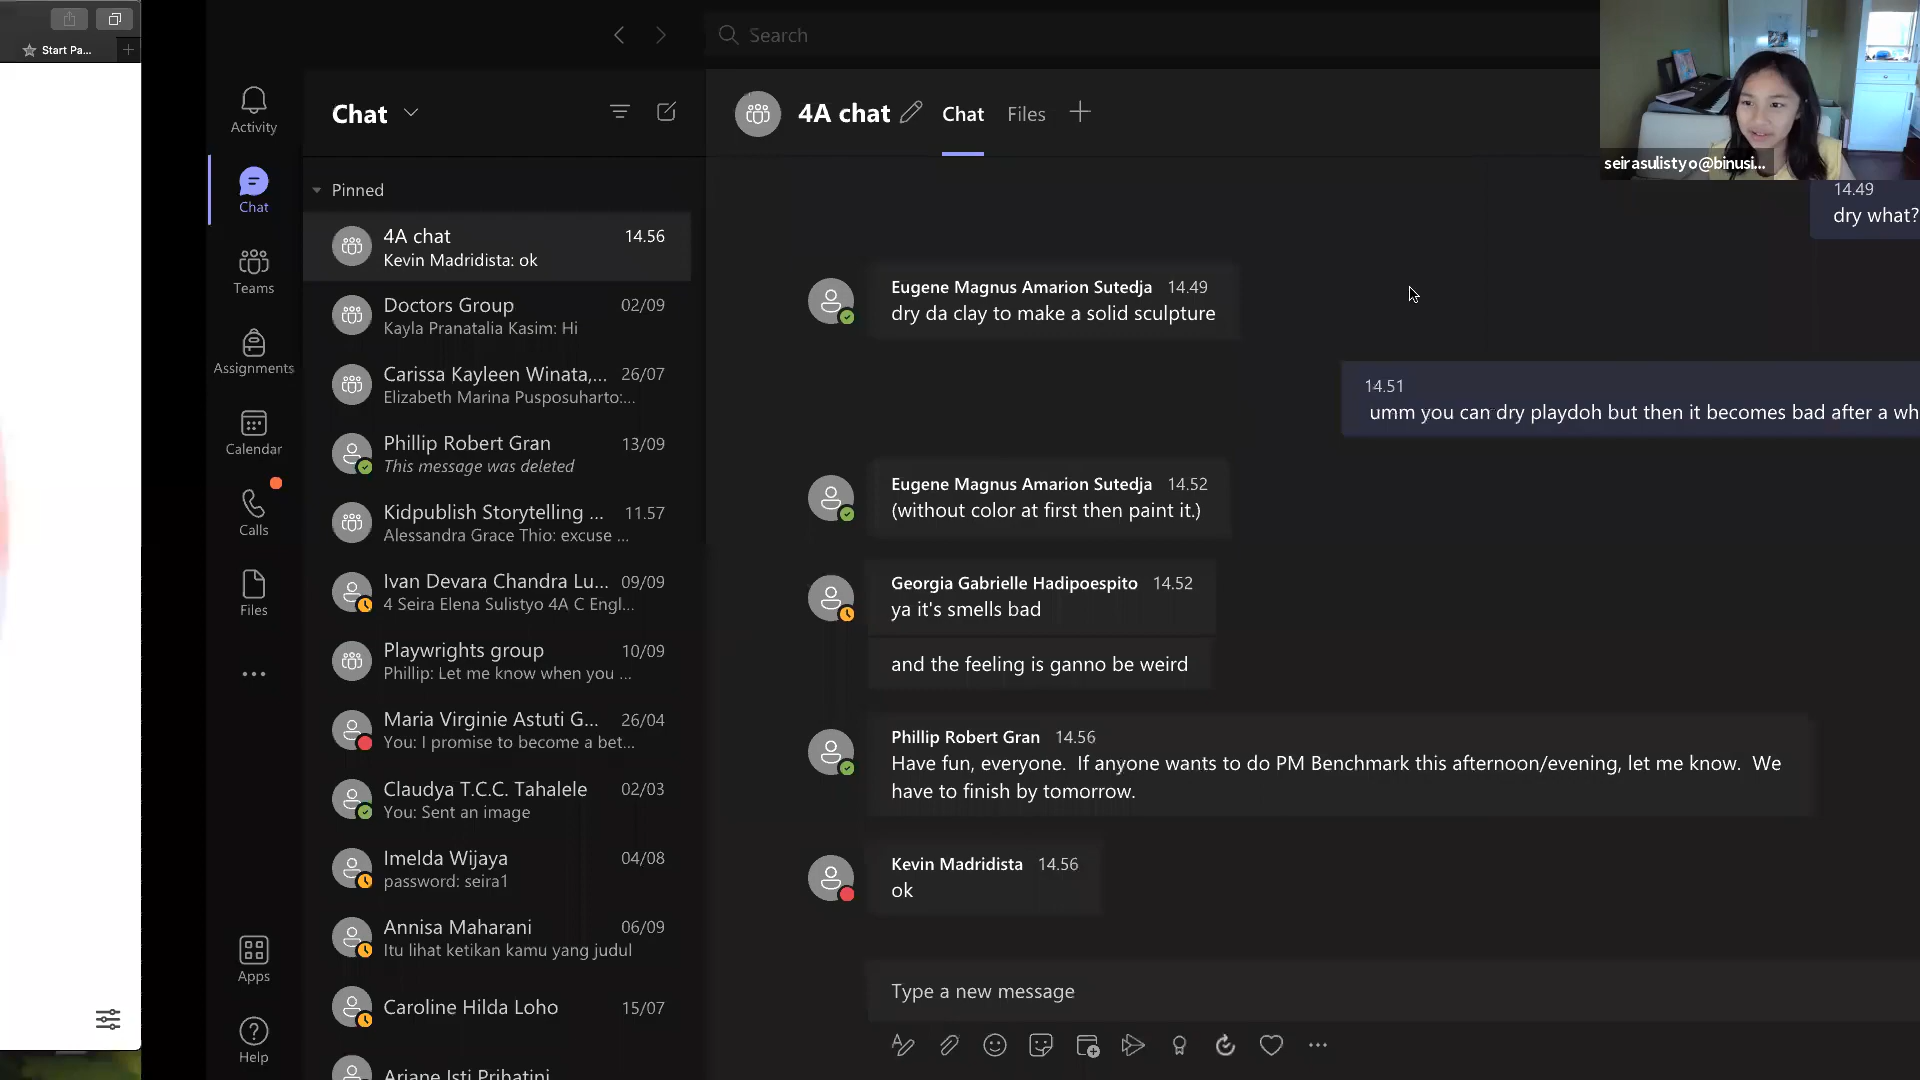 Start Pa...
Search
Activity
Chat
Teams
Assignments
Calendar
Calls
Files
Apps
Help
Chat
Pinned
4A chat 14.56
Kevin Madridista: ok
Doctors Group 02/09
Kayla Pranatalia Kasim: Hi
Carissa Kayleen Winata,... 26/07
Elizabeth Marina Pusposuharto:...
Phillip Robert Gran 13/09
This message was deleted
Kidpublish Storytelling ... 11.57
Alessandra Grace Thio: excuse ...
Ivan Devara Chandra Lu... 09/09
4 Seira Elena Sulistyo 4A C Engl...
Playwrights group 10/09
Phillip: Let me know when you ...
Maria Virginie Astuti G... 26/04
You: I promise to become a bet...
Claudya T.C.C. Tahalele 02/03
You: Sent an image
Imelda Wijaya 04/08
password: seira1
Annisa Maharani 06/09
Itu lihat ketikan kamu yang judul
Caroline Hilda Loho 15/07
Ariane Isti Prihatini
4A chat Chat Files
seirasulistyo@binusi...
14.49
dry what?
Eugene Magnus Amarion Sutedja 14.49
dry da clay to make a solid sculpture
14.51
umm you can dry playdoh but then it becomes bad after a wh
Eugene Magnus Amarion Sutedja 14.52
(without color at first then paint it.)
Georgia Gabrielle Hadipoespito 14.52
ya it's smells bad
and the feeling is ganno be weird
Phillip Robert Gran 14.56
Have fun, everyone. If anyone wants to do PM Benchmark this afternoon/evening, let me know. We
have to finish by tomorrow.
Kevin Madridista 14.56
ok
Type a new message